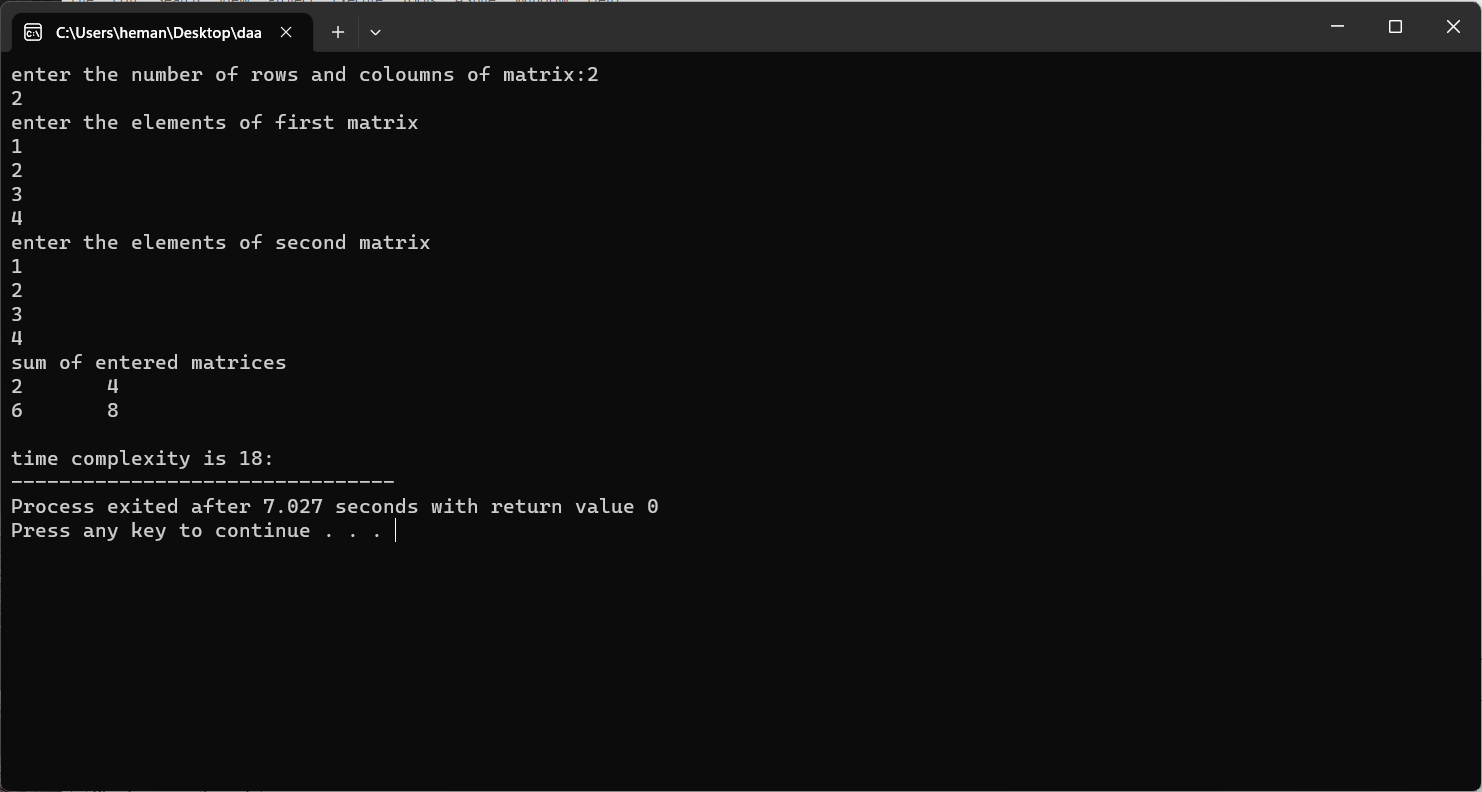 C:\Users\heman\Desktop\daa
enter the number of rows and coloumns of matrix:2
2
enter the elements of first matrix
1
2
3
4
enter the elements of second matrix
1
2
3
4
sum of entered matrices
2 4
6 8
time complexity is 18:
--------------------------------
Process exited after 7.027 seconds with return value 0
Press any key to continue . . .